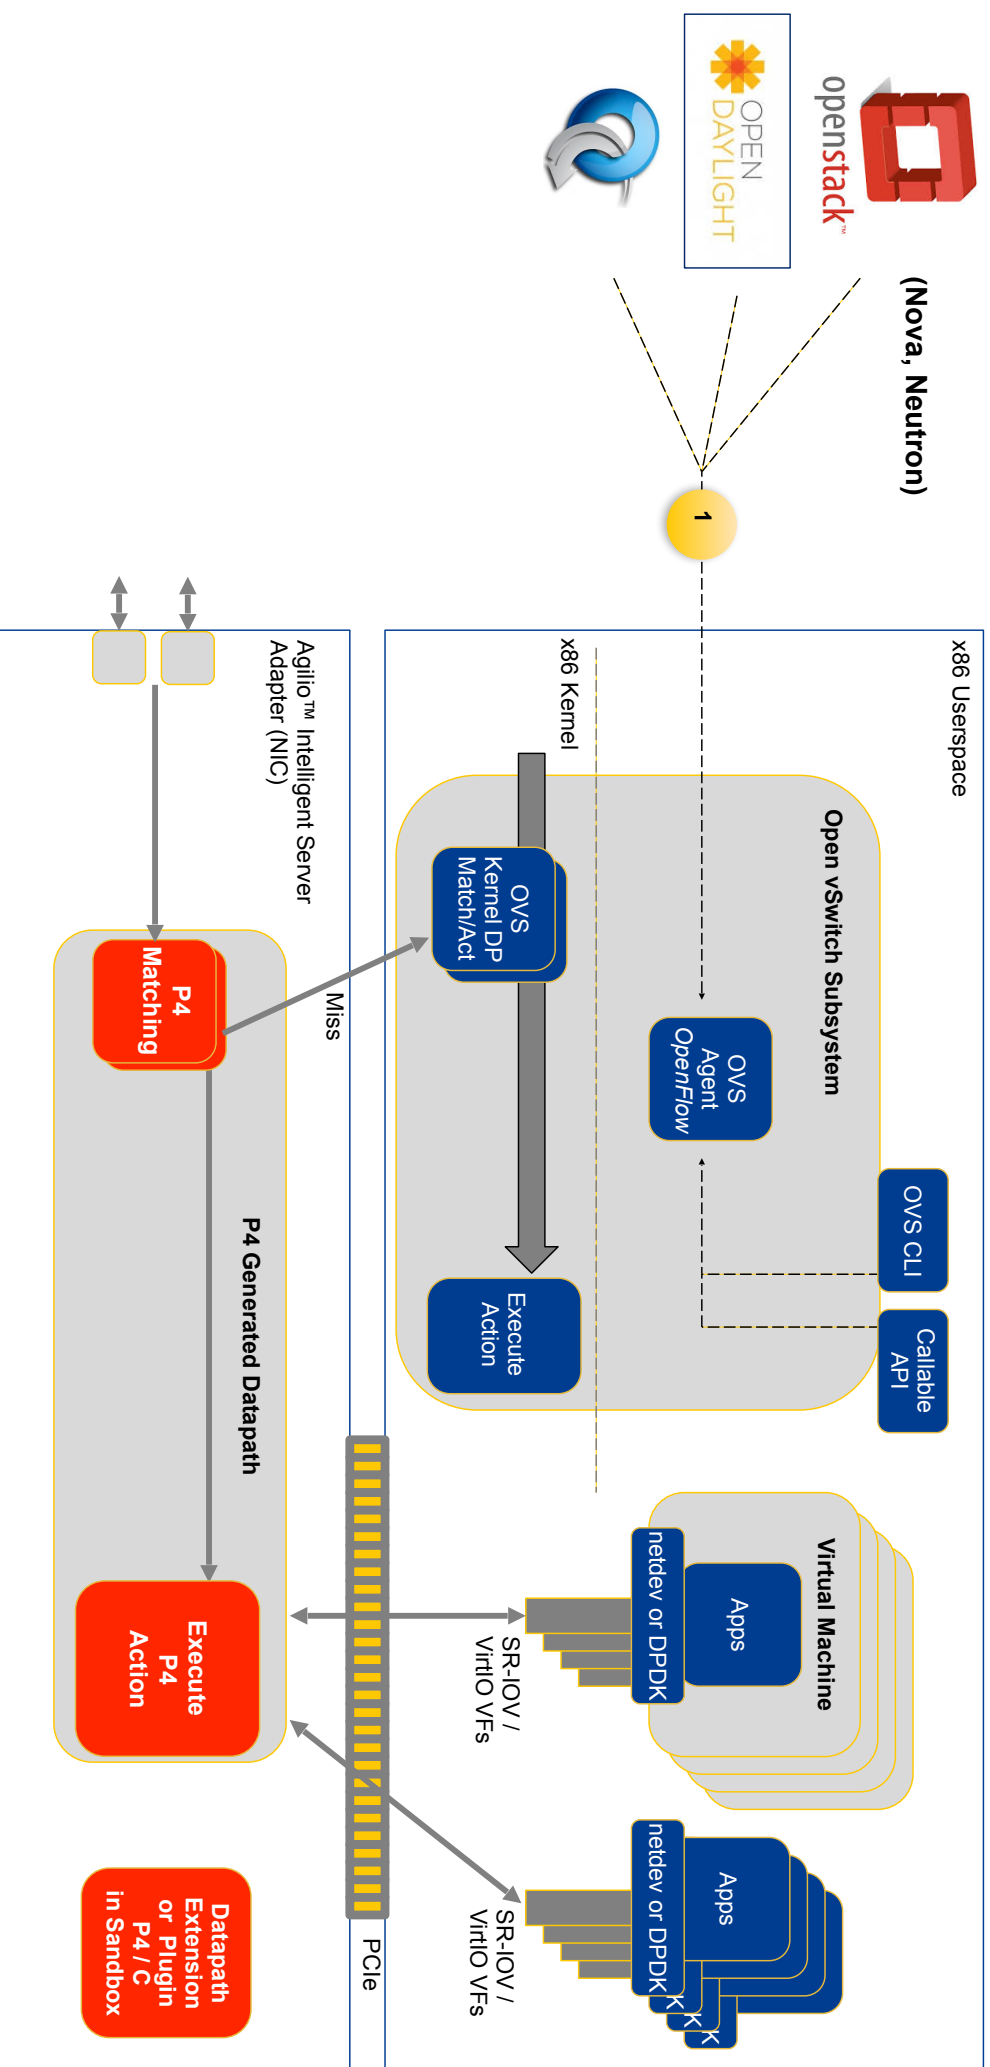 openstack™
(Nova, Neutron)
OPEN
DAYLIGHT
1
x86 Userspace
Open vSwitch Subsystem
OVS CLI
Callable
API
OVS
Agent
OpenFlow
x86 Kernel
OVS
Kernel DP
Match/Act
Execute
Action
Virtual Machine
Apps
netdev or DPDK
SR-IOV /
VirtIO VFs
Apps
netdev or DPDK
K
K
K
SR-IOV /
VirtIO VFs
Miss
PCIe
Agilio™ Intelligent Server
Adapter (NIC)
P4 Generated Datapath
P4
Matching
Execute
P4
Action
Datapath
Extension
or Plugin
P4 / C
in Sandbox